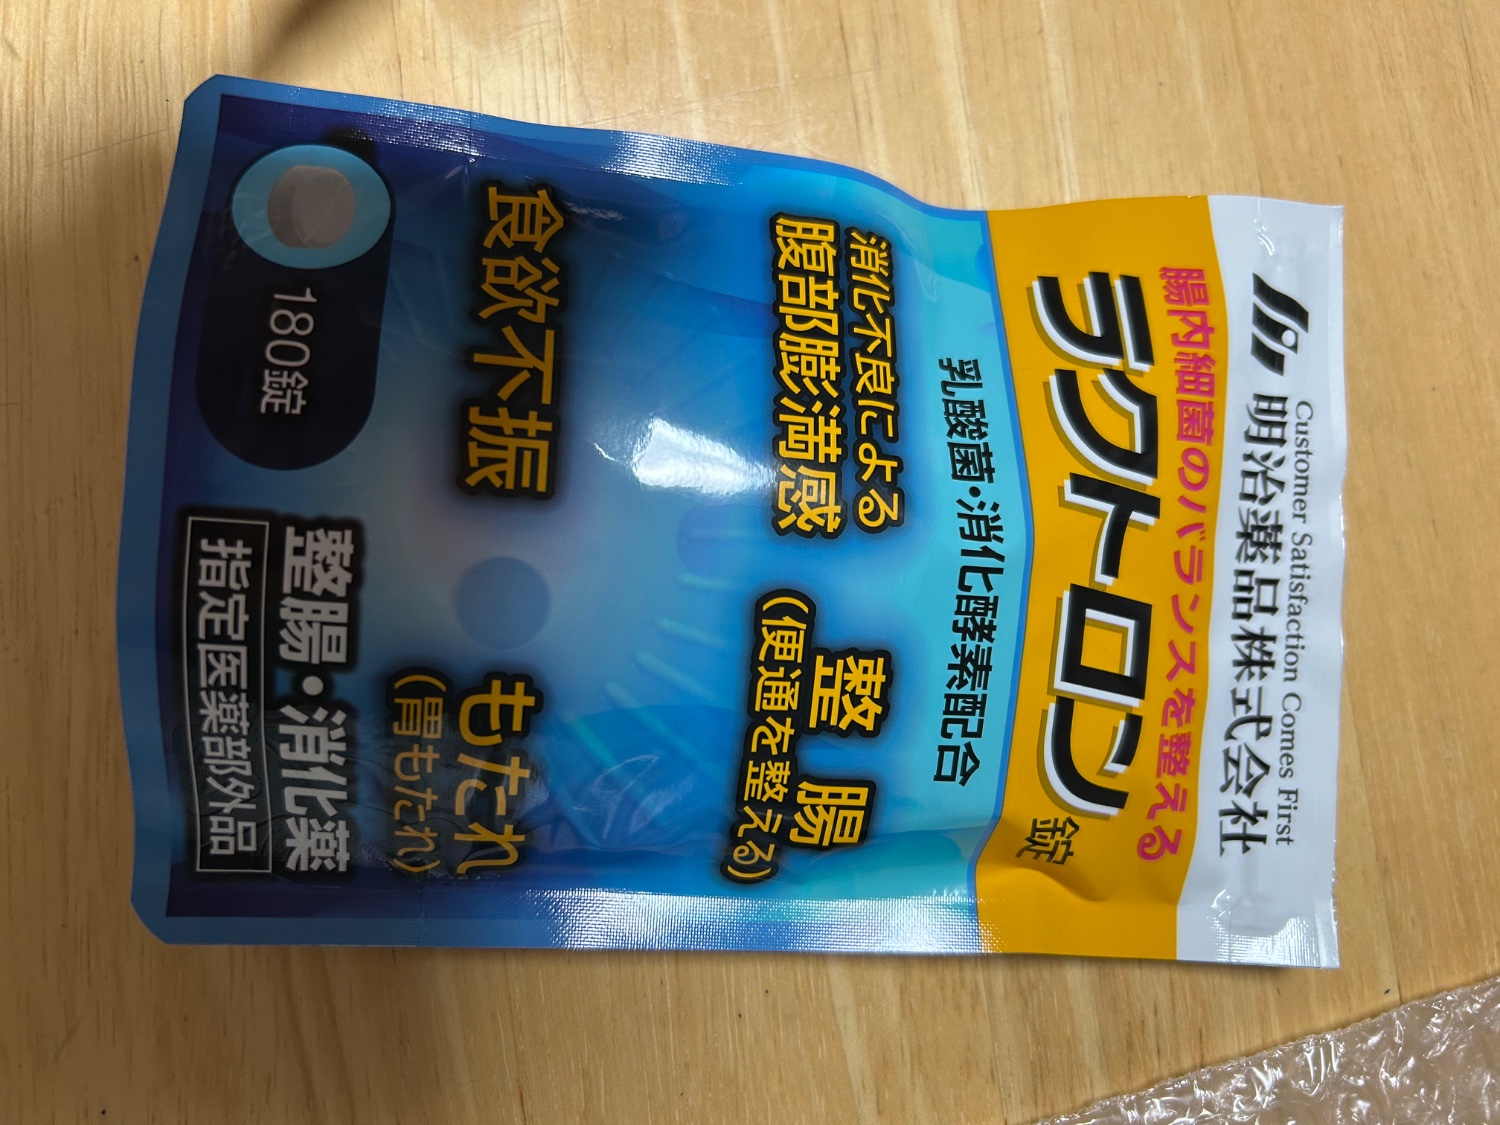 Customer Satisfaction Comes First
明治薬品株式会社
腸内細菌のバランスを整える
ラクトロン錠
乳酸菌・消化酵素配合
消化不良による
腹部膨満感
整腸
(便通を整える)
食欲不振
もたれ
(胃もたれ)
180錠
整腸・消化薬
指定医薬部外品